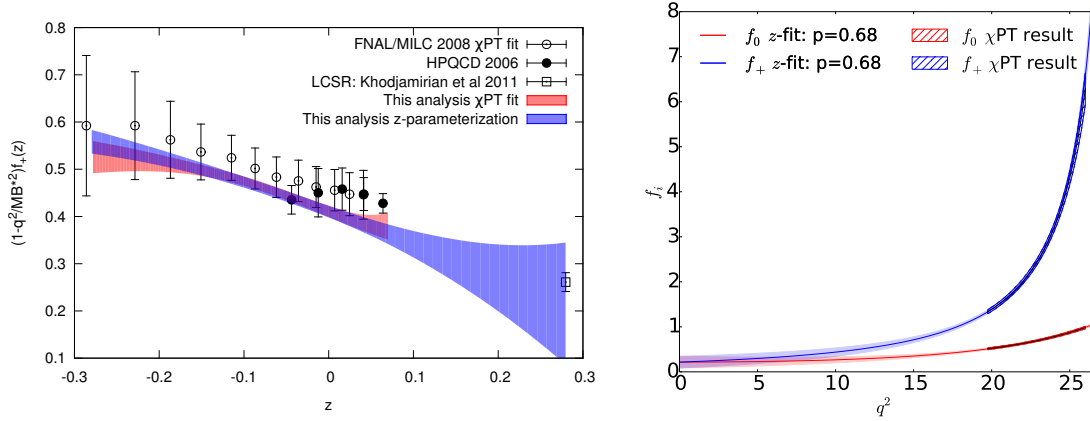 0.8
0.7
0.6
0.5
0.4
0.3
0.2
0.1
-0.3
-0.2
-0.1
0
0.1
0.2
0.3
z
(1-q²/MB*²)f₊(z)
FNAL/MILC 2008 χPT fit
HPQCD 2006
LCSR: Khodjamirian et al 2011
This analysis χPT fit
This analysis z-parameterization
8
7
6
5
4
3
2
1
0
0
5
10
15
20
25
q²
fᵢ
f₀ z-fit: p=0.68
f₊ z-fit: p=0.68
f₀ χPT result
f₊ χPT result